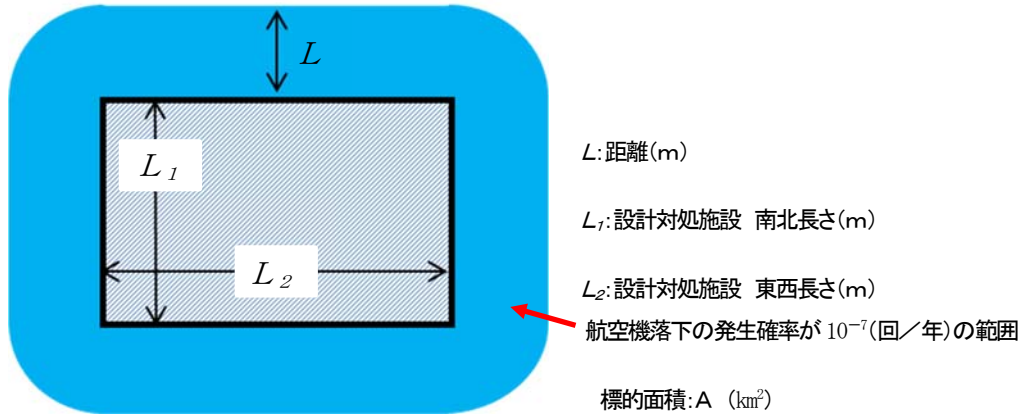 L
L₁
L₂
L:距離(m)
L₁:設計対処施設 南北長さ(m)
L₂:設計対処施設 東西長さ(m)
航空機落下の発生確率が 10⁻⁷(回/年)の範囲
標的面積:A (km²)